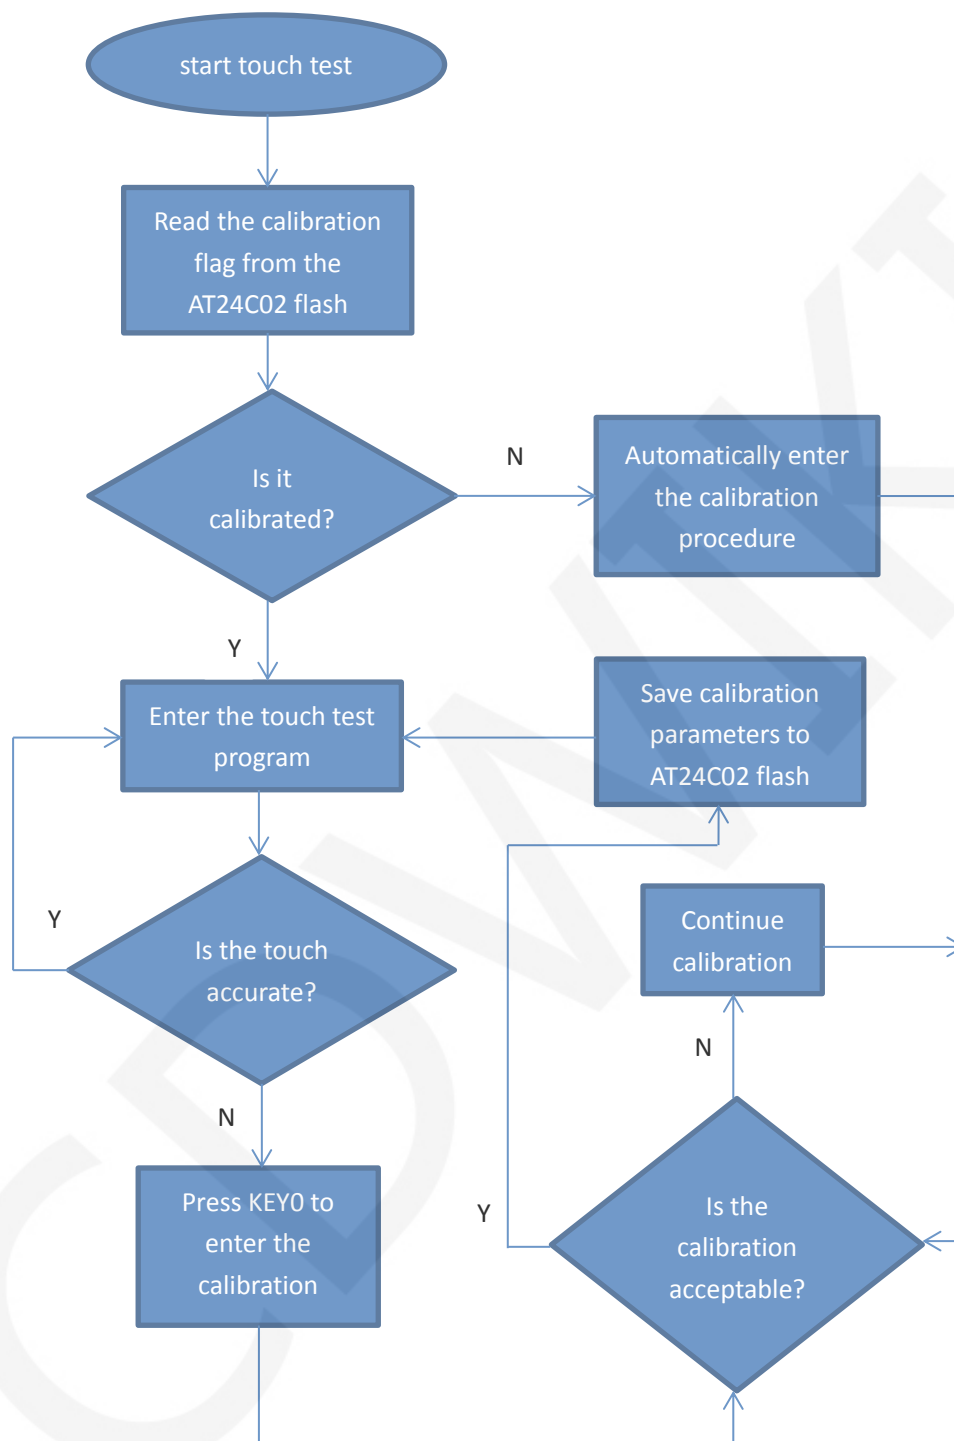 start touch test
Read the calibration
flag from the
AT24C02 flash
Is it
calibrated?
N
Automatically enter
the calibration
procedure
Y
Enter the touch test
program
Save calibration
parameters to
AT24C02 flash
Y
Is the touch
accurate?
Continue
calibration
N
N
Press KEY0 to
enter the
calibration
Y
Is the
calibration
acceptable?